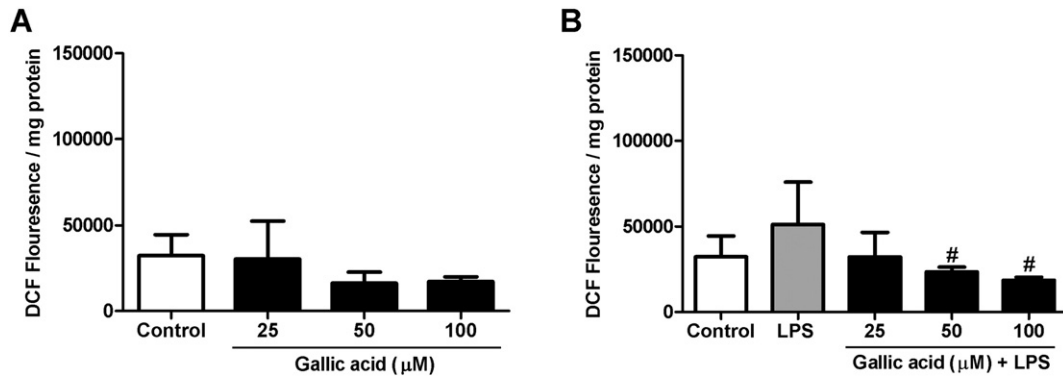 A
DCF Flouresence / mg protein
150000
100000
50000
0
Control
25
50
100
Gallic acid (µM)
B
DCF Flouresence / mg protein
150000
100000
50000
0
#
#
Control
LPS
25
50
100
Gallic acid (µM) + LPS